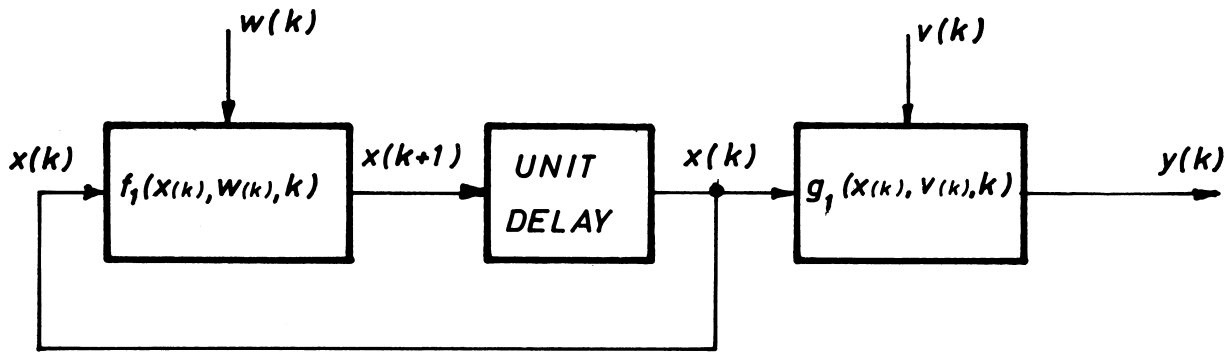 w(k)
v(k)
x(k)
f₁(x(k),w(k),k)
x(k+1)
UNIT
DELAY
x(k)
g₁(x(k),v(k),k)
y(k)